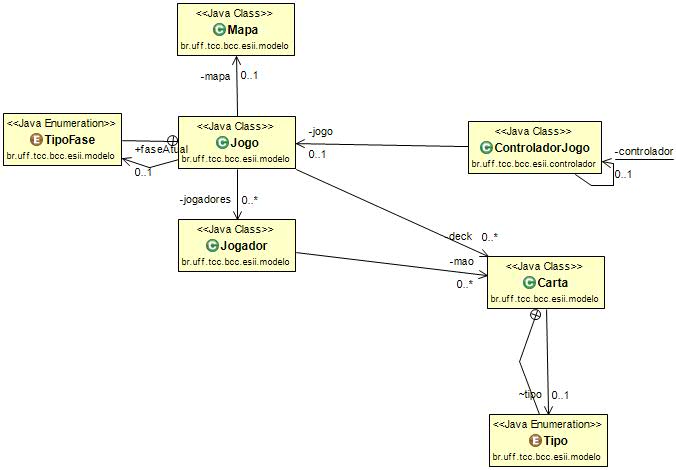 <<Java Class>>
C Mapa
br.uff.tcc.bcc.esii.modelo
-mapa 0..1
<<Java Enumeration>>
E TipoFase
br.uff.tcc.bcc.esii.modelo
+faseAtual
0..1
<<Java Class>>
C Jogo
br.uff.tcc.bcc.esii.modelo
-jogo
0..1
<<Java Class>>
C ControladorJogo
br.uff.tcc.bcc.esii.controlador
-controlador
0..1
-jogadores 0..*
<<Java Class>>
C Jogador
br.uff.tcc.bcc.esii.modelo
-deck 0..*
-mao
0..*
<<Java Class>>
C Carta
br.uff.tcc.bcc.esii.modelo
~tipo 0..1
<<Java Enumeration>>
E Tipo
br.uff.tcc.bcc.esii.modelo